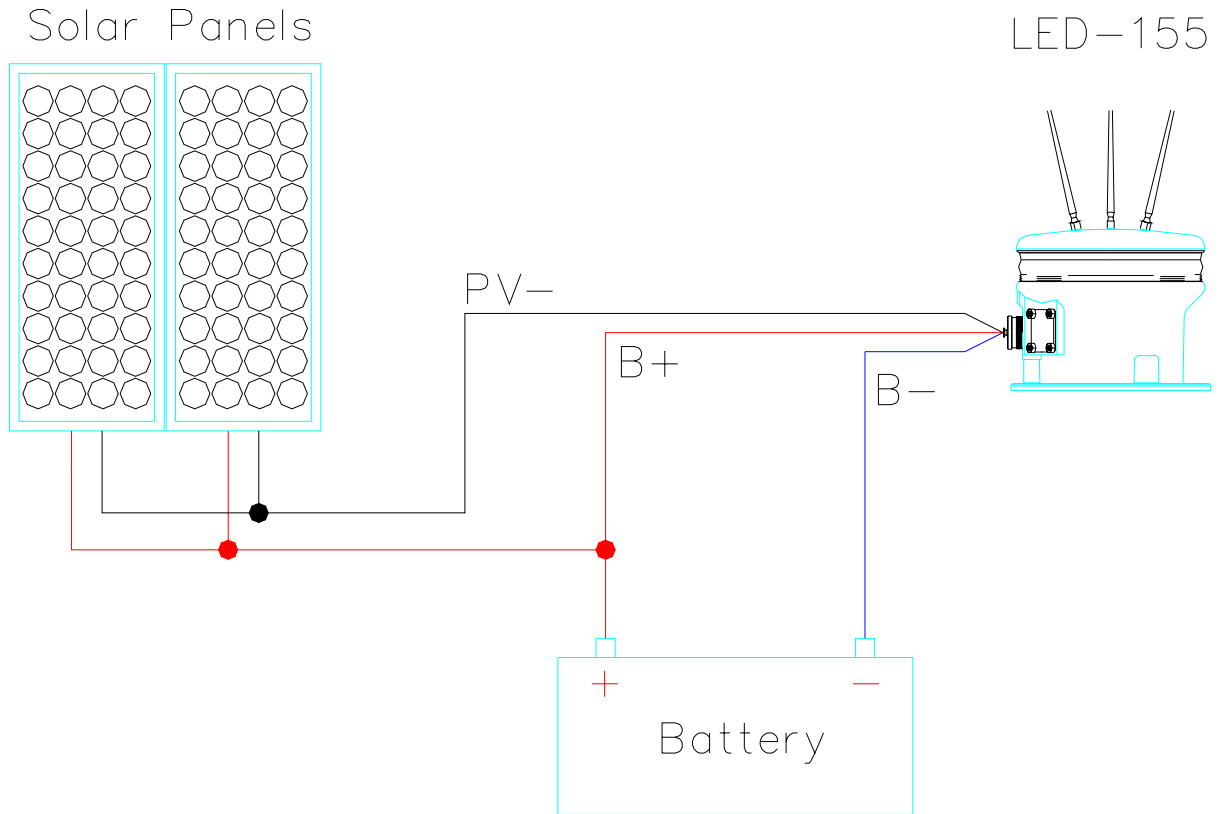 Solar Panels
LED-155
PV-
B+
B-
+ -
Battery